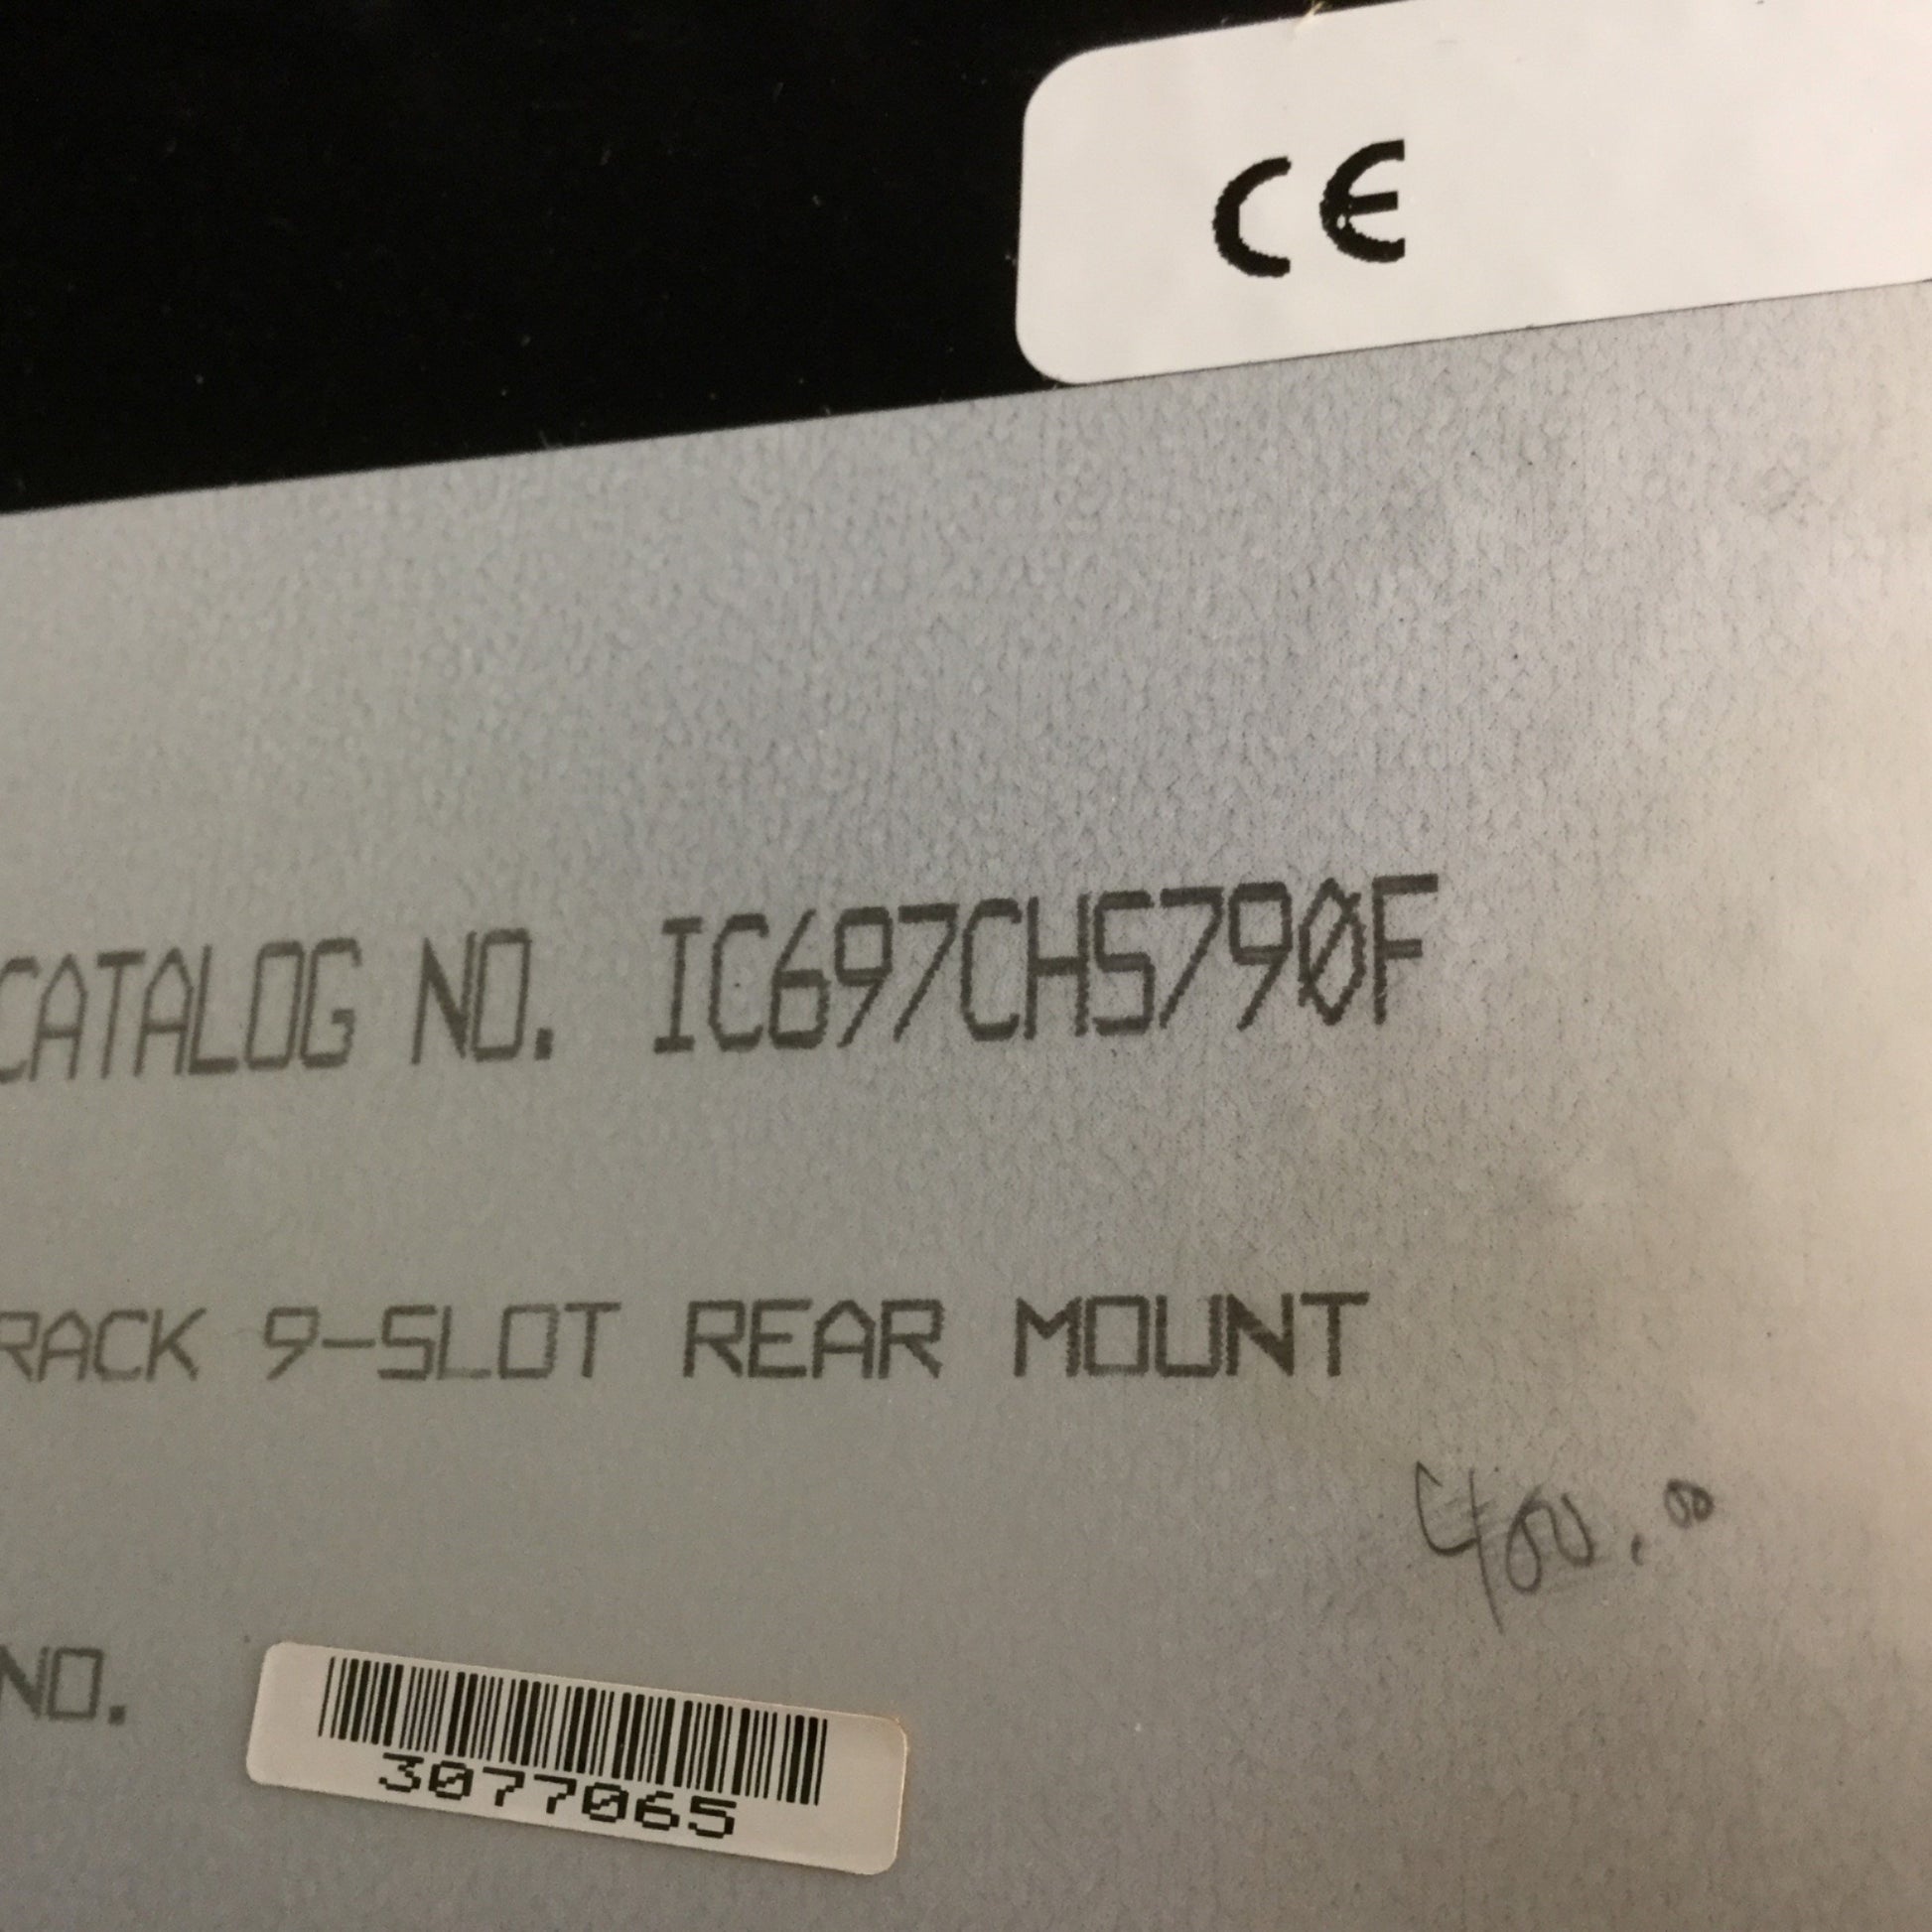 CE
CATALOG NO. IC697CHS790F
RACK 9-SLOT REAR MOUNT
400.00
NO.
3077065